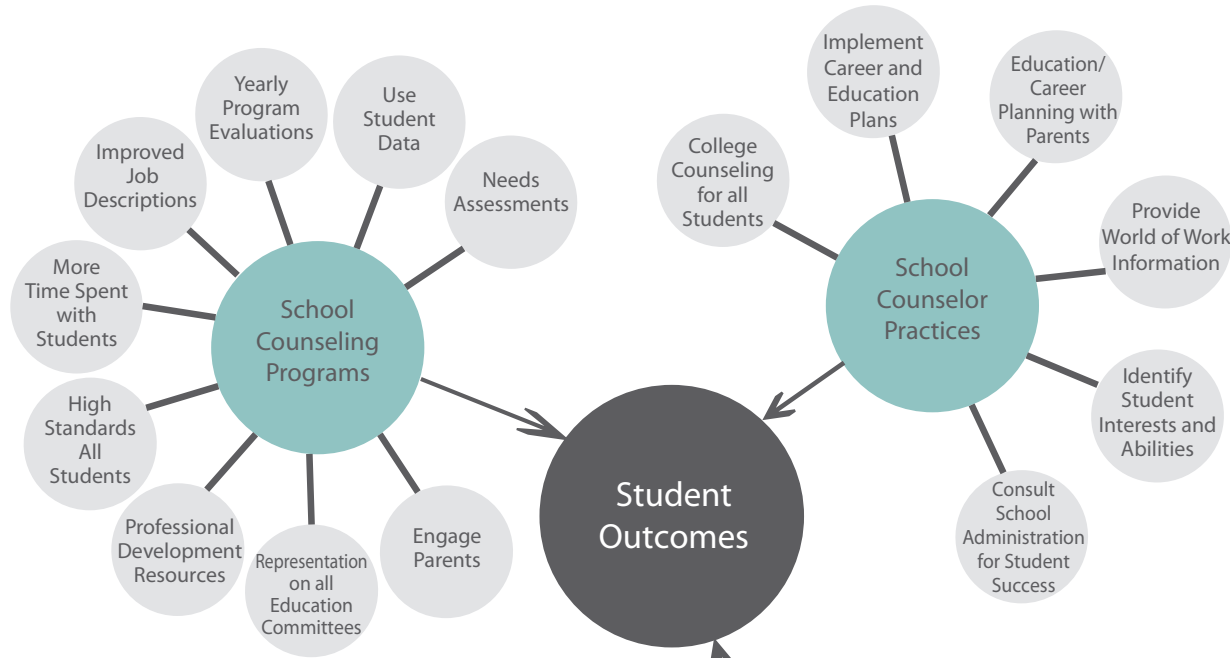 Yearly
Program
Evaluations
Use
Student
Data
Needs
Assessments
Improved
Job
Descriptions
More
Time Spent
with
Students
High
Standards
All
Students
Professional
Development
Resources
Representation
on all
Education
Committees
Engage
Parents
School
Counseling
Programs
Student
Outcomes
College
Counseling
for all
Students
Implement
Career and
Education
Plans
Education/
Career
Planning with
Parents
Provide
World of Work
Information
Identify
Student
Interests and
Abilities
Consult
School
Administration
for Student
Success
School
Counselor
Practices